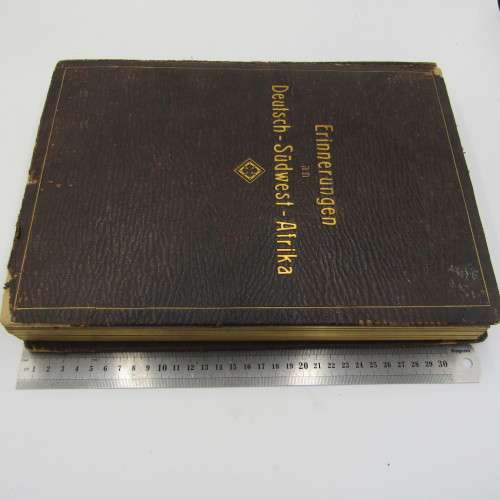 Erinnerungen
an
Deutsch-Südwest-Afrika
1 2 3 4 5 6 7 8 9 10 11 12 13 14 15 16 17 18 19 20 21 22 23 24 25 26 27 28 29 30